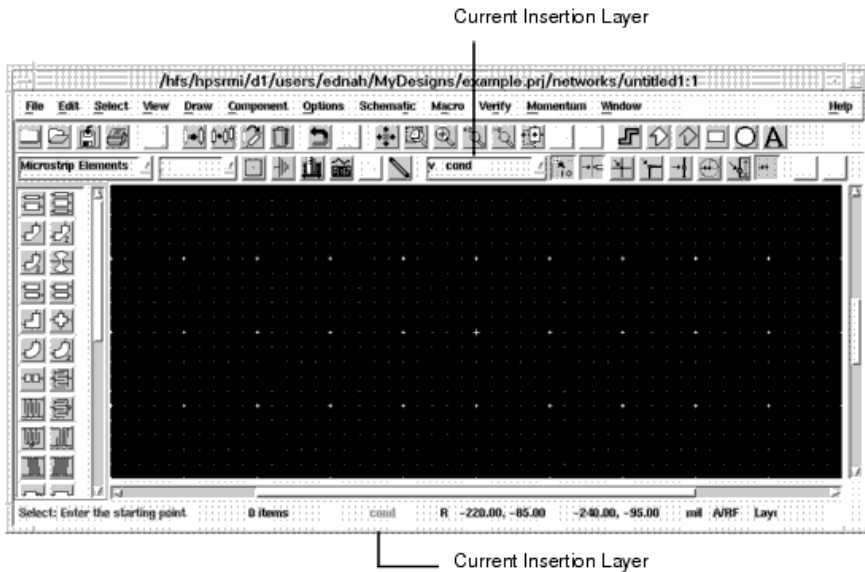 Current Insertion Layer
/hfs/hpsrmi/d1/users/ednah/MyDesigns/example.prj/networks/untitled1:1
File Edit Select View Draw Component Options Schematic Macro Verify Momentum Window Help
A
Microstrip Elements v cond
Select: Enter the starting point 0 items cond R -220.00, -85.00 -240.00, -95.00 mil A/RF Layo
Current Insertion Layer